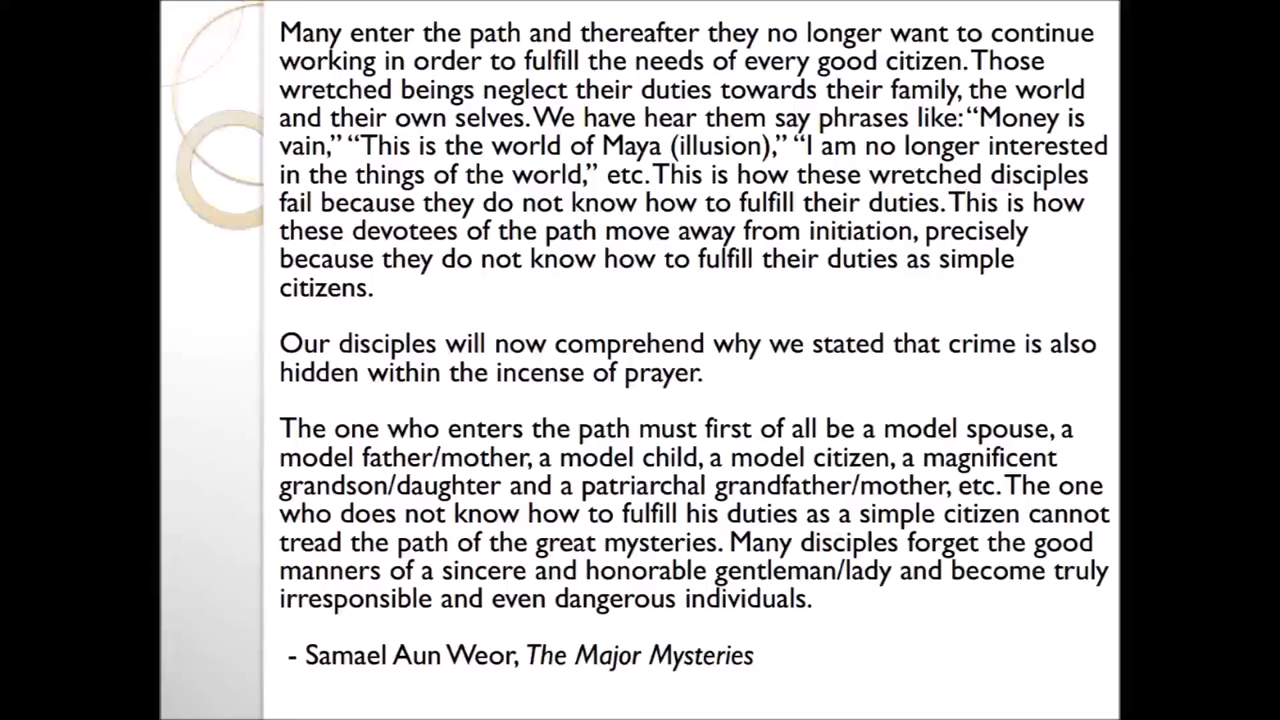 Many enter the path and thereafter they no longer want to continue
working in order to fulfill the needs of every good citizen. Those
wretched beings neglect their duties towards their family, the world
and their own selves. We have hear them say phrases like: “Money is
vain,” “This is the world of Maya (illusion),” “I am no longer interested
in the things of the world,” etc. This is how these wretched disciples
fail because they do not know how to fulfill their duties. This is how
these devotees of the path move away from initiation, precisely
because they do not know how to fulfill their duties as simple
citizens.
Our disciples will now comprehend why we stated that crime is also
hidden within the incense of prayer.
The one who enters the path must first of all be a model spouse, a
model father/mother, a model child, a model citizen, a magnificent
grandson/daughter and a patriarchal grandfather/mother, etc. The one
who does not know how to fulfill his duties as a simple citizen cannot
tread the path of the great mysteries. Many disciples forget the good
manners of a sincere and honorable gentleman/lady and become truly
irresponsible and even dangerous individuals.
- Samael Aun Weor, The Major Mysteries